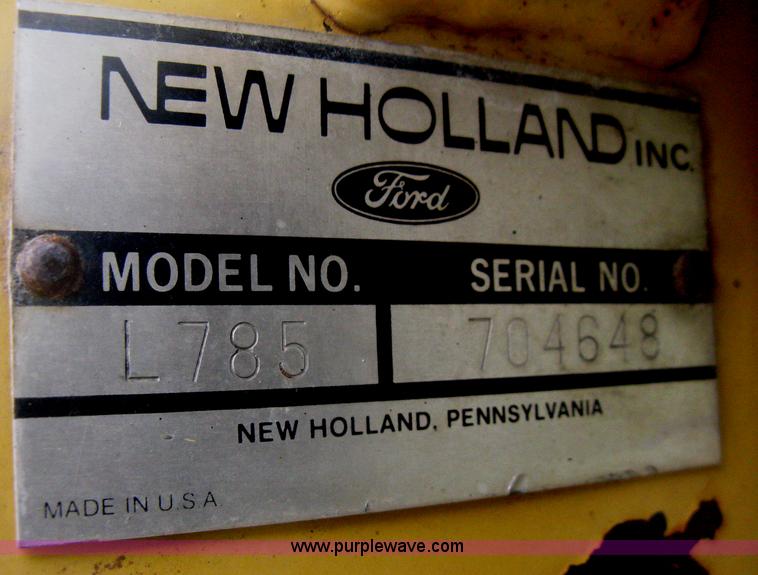 NEW HOLLAND INC.
Ford
MODEL NO. SERIAL NO.
L785 704648
NEW HOLLAND, PENNSYLVANIA
MADE IN U.S.A
www.purplewave.com